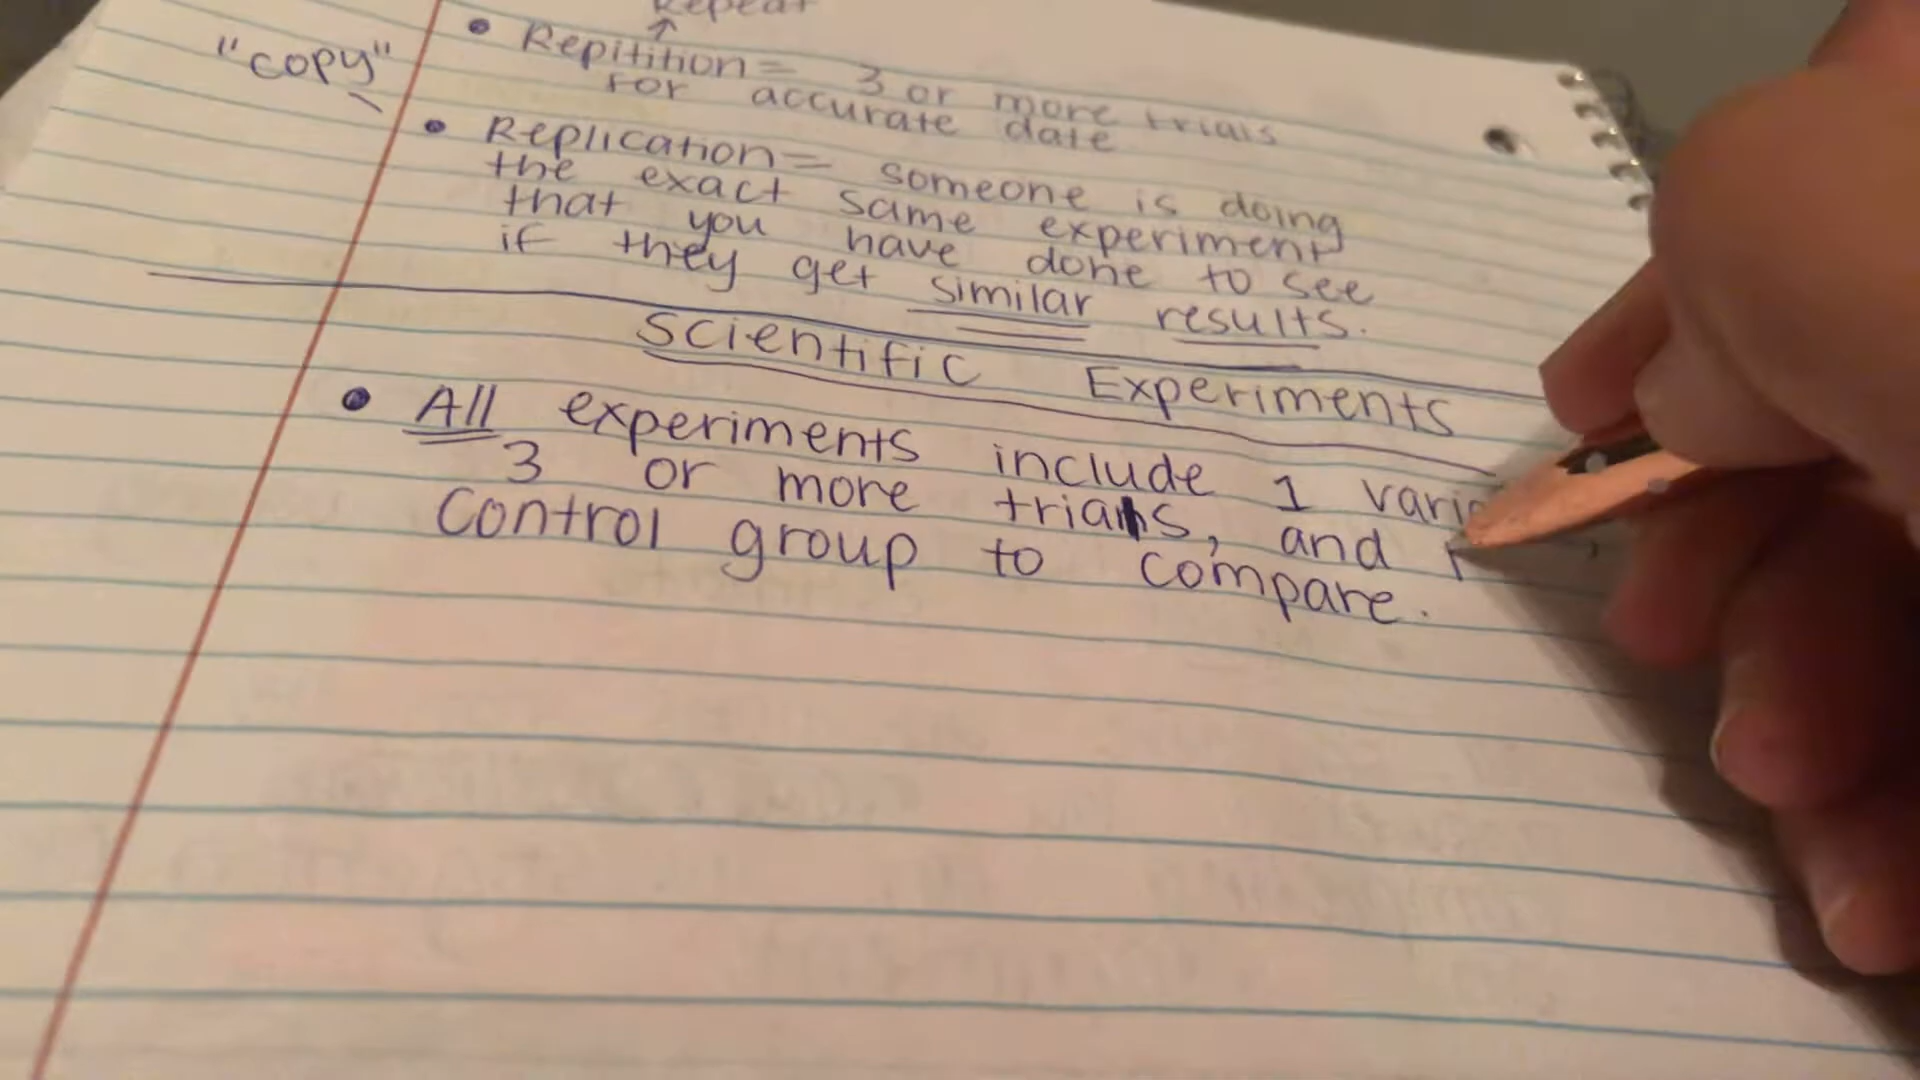 Repeat
"copy"
• Repitition = 3 or more trials
for accurate date
• Replication = someone is doing
the exact same experiment
that you have done to see
if they get similar results.
Scientific Experiments
• All experiments include 1
3 or more trials, and
control group to compare.